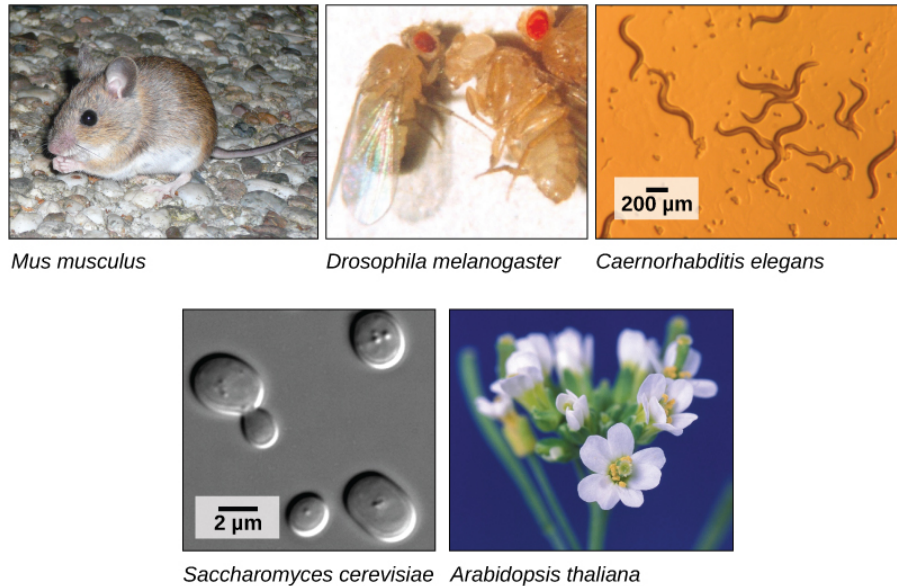 200 µm
Mus musculus
Drosophila melanogaster
Caernorhabditis elegans
2 µm
Saccharomyces cerevisiae
Arabidopsis thaliana